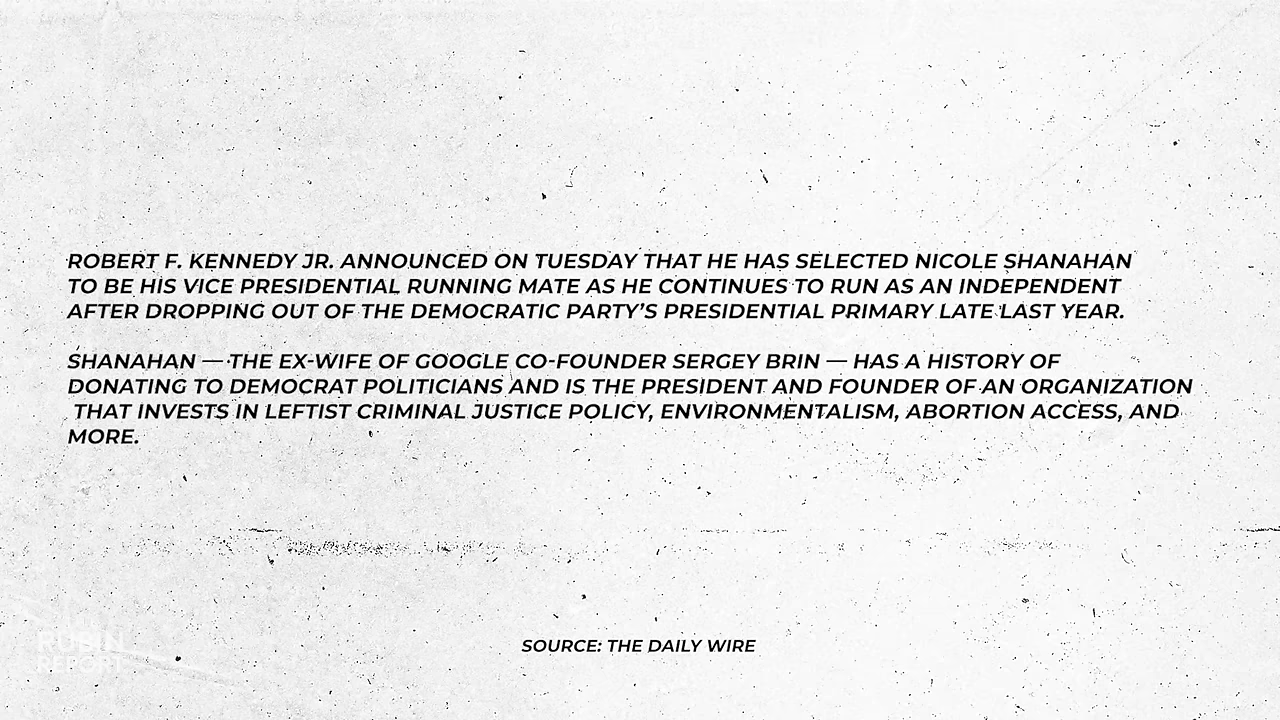 ROBERT F. KENNEDY JR. ANNOUNCED ON TUESDAY THAT HE HAS SELECTED NICOLE SHANAHAN
TO BE HIS VICE PRESIDENTIAL RUNNING MATE AS HE CONTINUES TO RUN AS AN INDEPENDENT
AFTER DROPPING OUT OF THE DEMOCRATIC PARTY’S PRESIDENTIAL PRIMARY LATE LAST YEAR.
SHANAHAN — THE EX-WIFE OF GOOGLE CO-FOUNDER SERGEY BRIN — HAS A HISTORY OF
DONATING TO DEMOCRAT POLITICIANS AND IS THE PRESIDENT AND FOUNDER OF AN ORGANIZATION
THAT INVESTS IN LEFTIST CRIMINAL JUSTICE POLICY, ENVIRONMENTALISM, ABORTION ACCESS, AND
MORE.
SOURCE: THE DAILY WIRE
RUBIN
REPORT